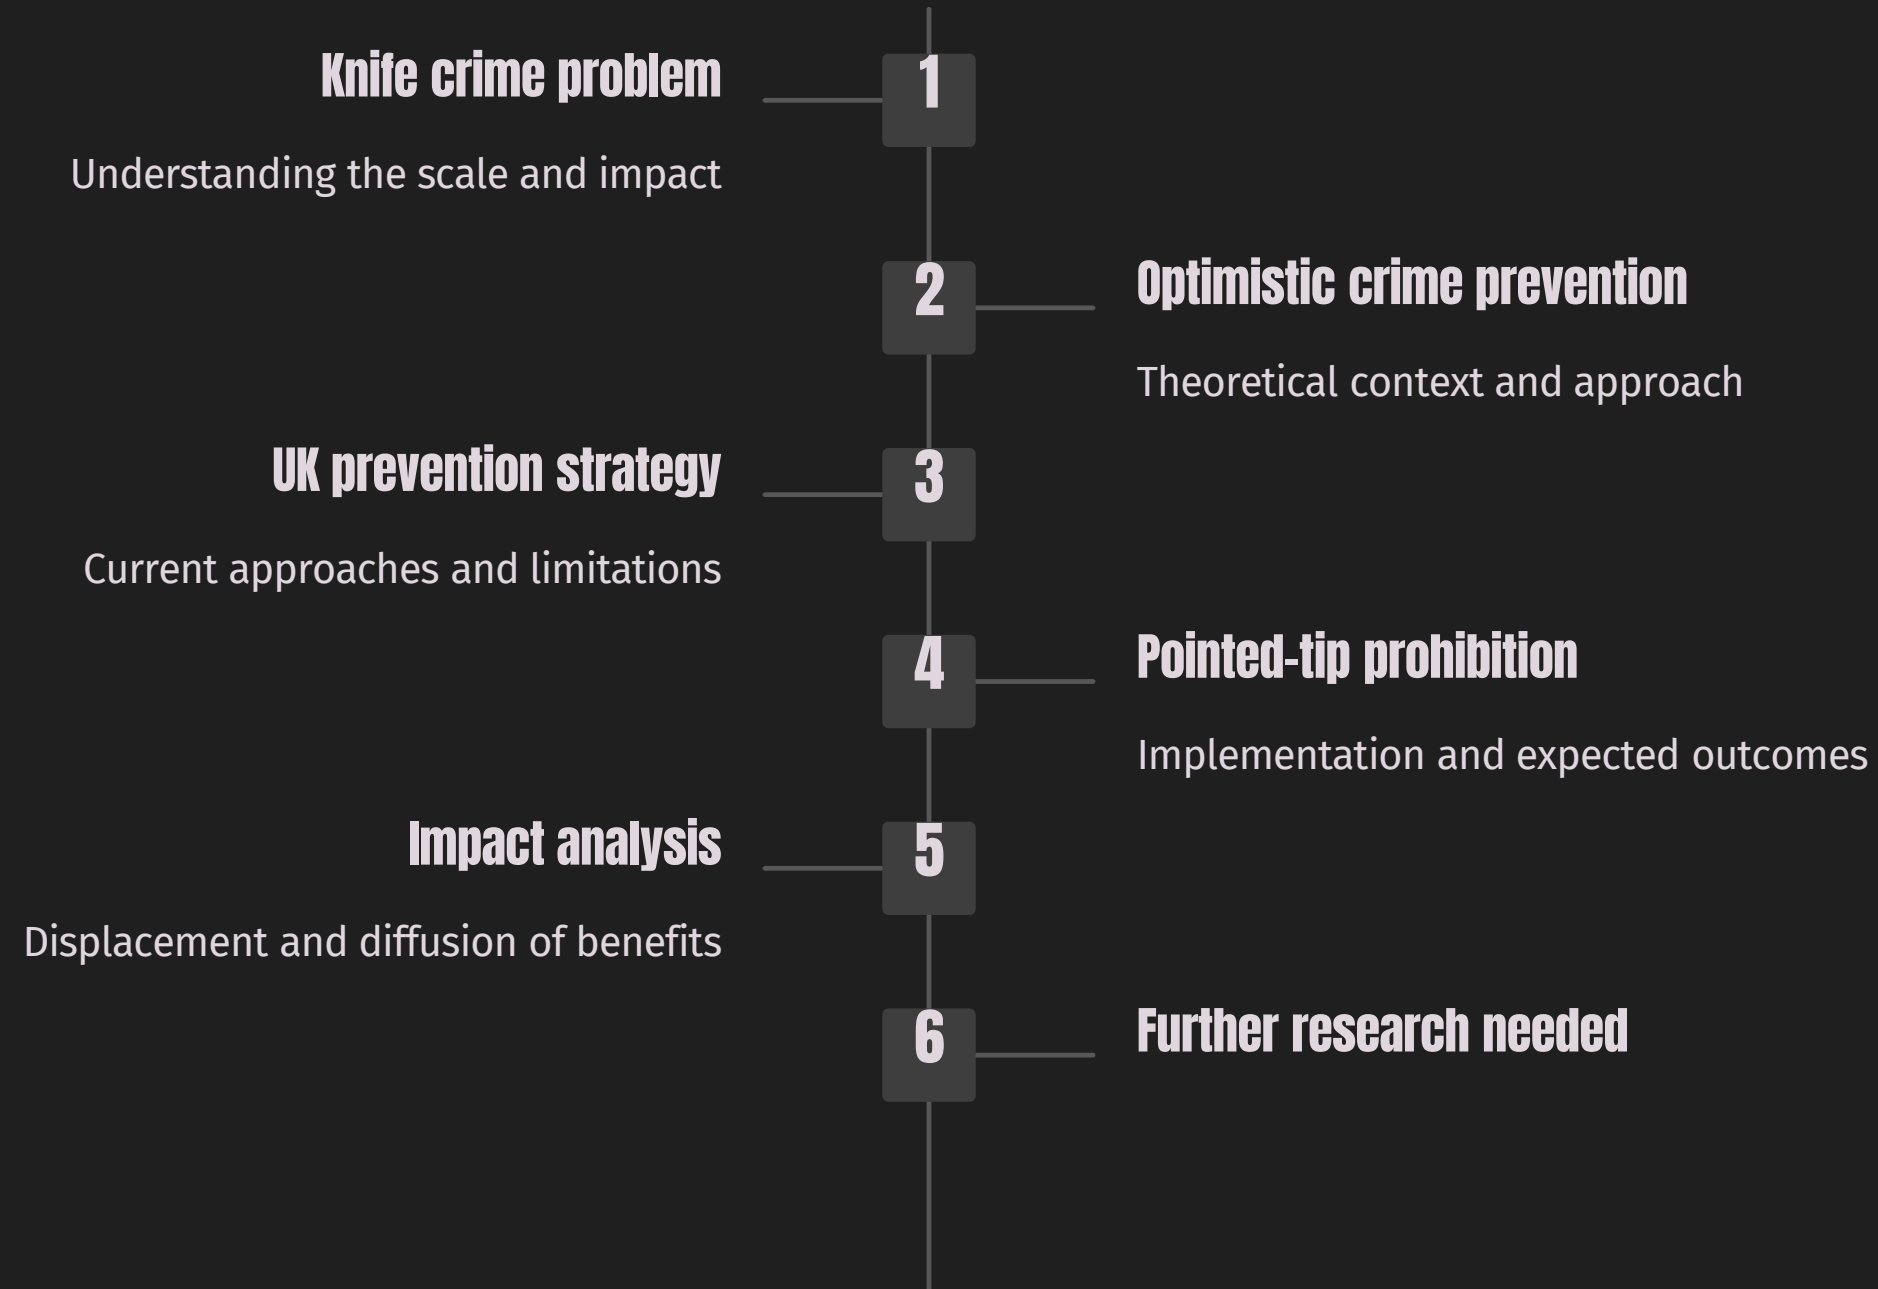 Knife crime problem
1
Understanding the scale and impact
2
Optimistic crime prevention
Theoretical context and approach
UK prevention strategy
3
Current approaches and limitations
4
Pointed-tip prohibition
Implementation and expected outcomes
Impact analysis
5
Displacement and diffusion of benefits
6
Further research needed